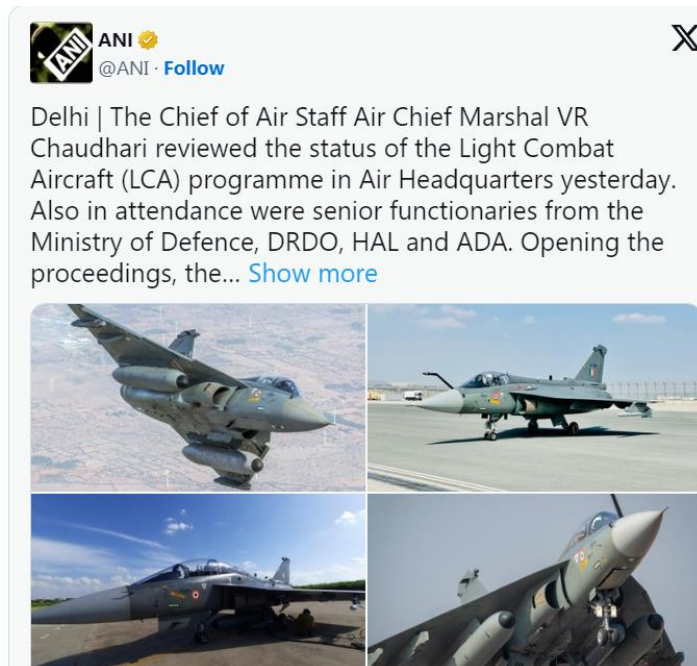 ANI
ANI
@ANI · Follow
Delhi | The Chief of Air Staff Air Chief Marshal VR
Chaudhari reviewed the status of the Light Combat
Aircraft (LCA) programme in Air Headquarters yesterday.
Also in attendance were senior functionaries from the
Ministry of Defence, DRDO, HAL and ADA. Opening the
proceedings, the... Show more